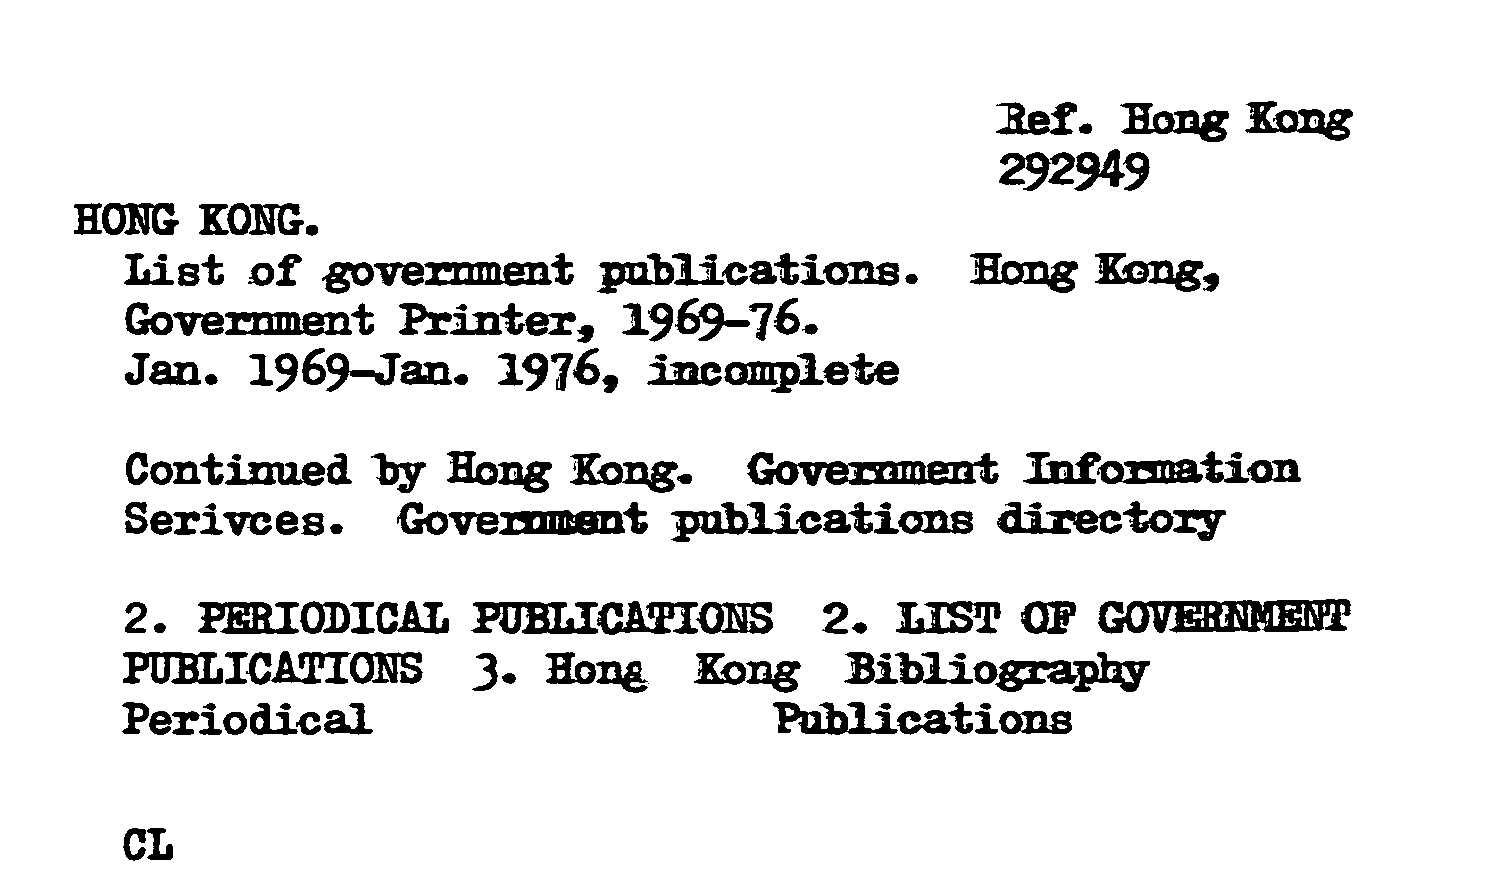 Ref. Hong Kong
292949
HONG KONG.
List of government publications. Hong Kong,
Government Printer, 1969-76.
Jan. 1969-Jan. 1976, incomplete
Continued by Hong Kong. Government Information
Serivces. Government publications directory
2. PERIODICAL PUBLICATIONS 2. LIST OF GOVERNMENT
PUBLICATIONS 3. Hong Kong Bibliography
Periodical Publications
CL